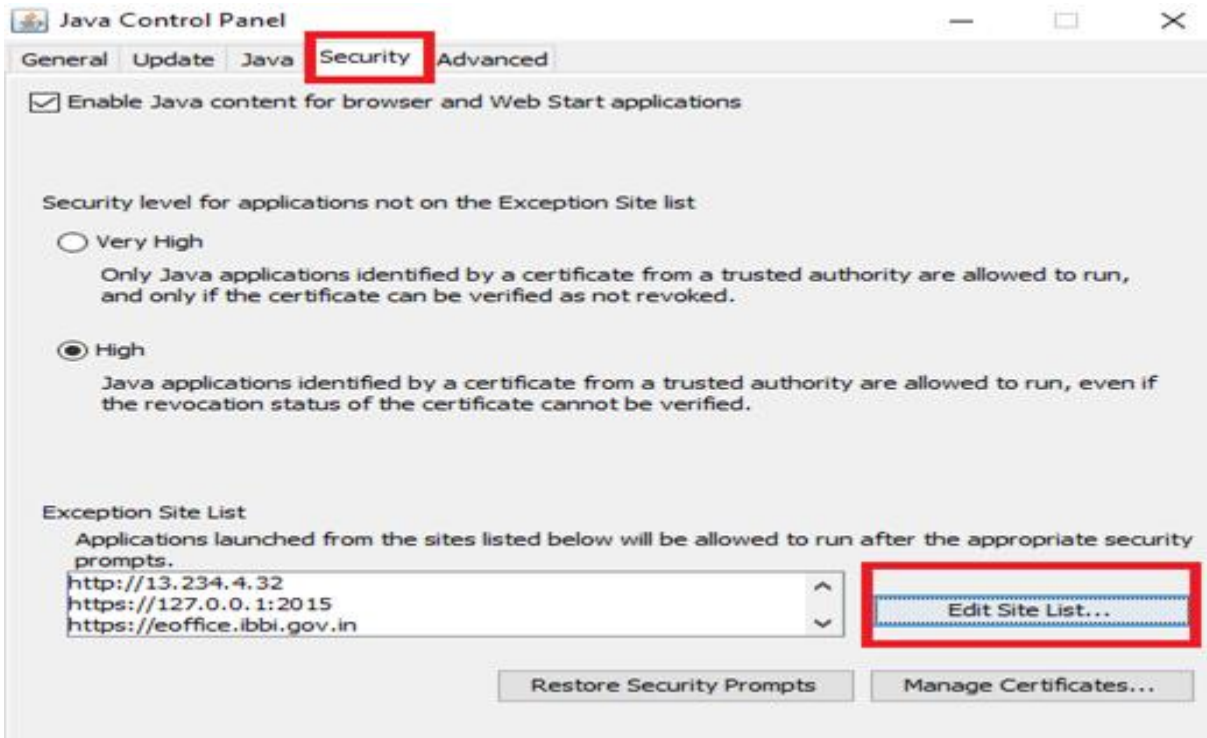 Java Control Panel
General Update Java Security Advanced
Enable Java content for browser and Web Start applications
Security level for applications not on the Exception Site list
Very High
Only Java applications identified by a certificate from a trusted authority are allowed to run,
and only if the certificate can be verified as not revoked.
High
Java applications identified by a certificate from a trusted authority are allowed to run, even if
the revocation status of the certificate cannot be verified.
Exception Site List
Applications launched from the sites listed below will be allowed to run after the appropriate security
prompts.
http://13.234.4.32
https://127.0.0.1:2015
https://eoffice.ibbi.gov.in
Edit Site List...
Restore Security Prompts Manage Certificates...